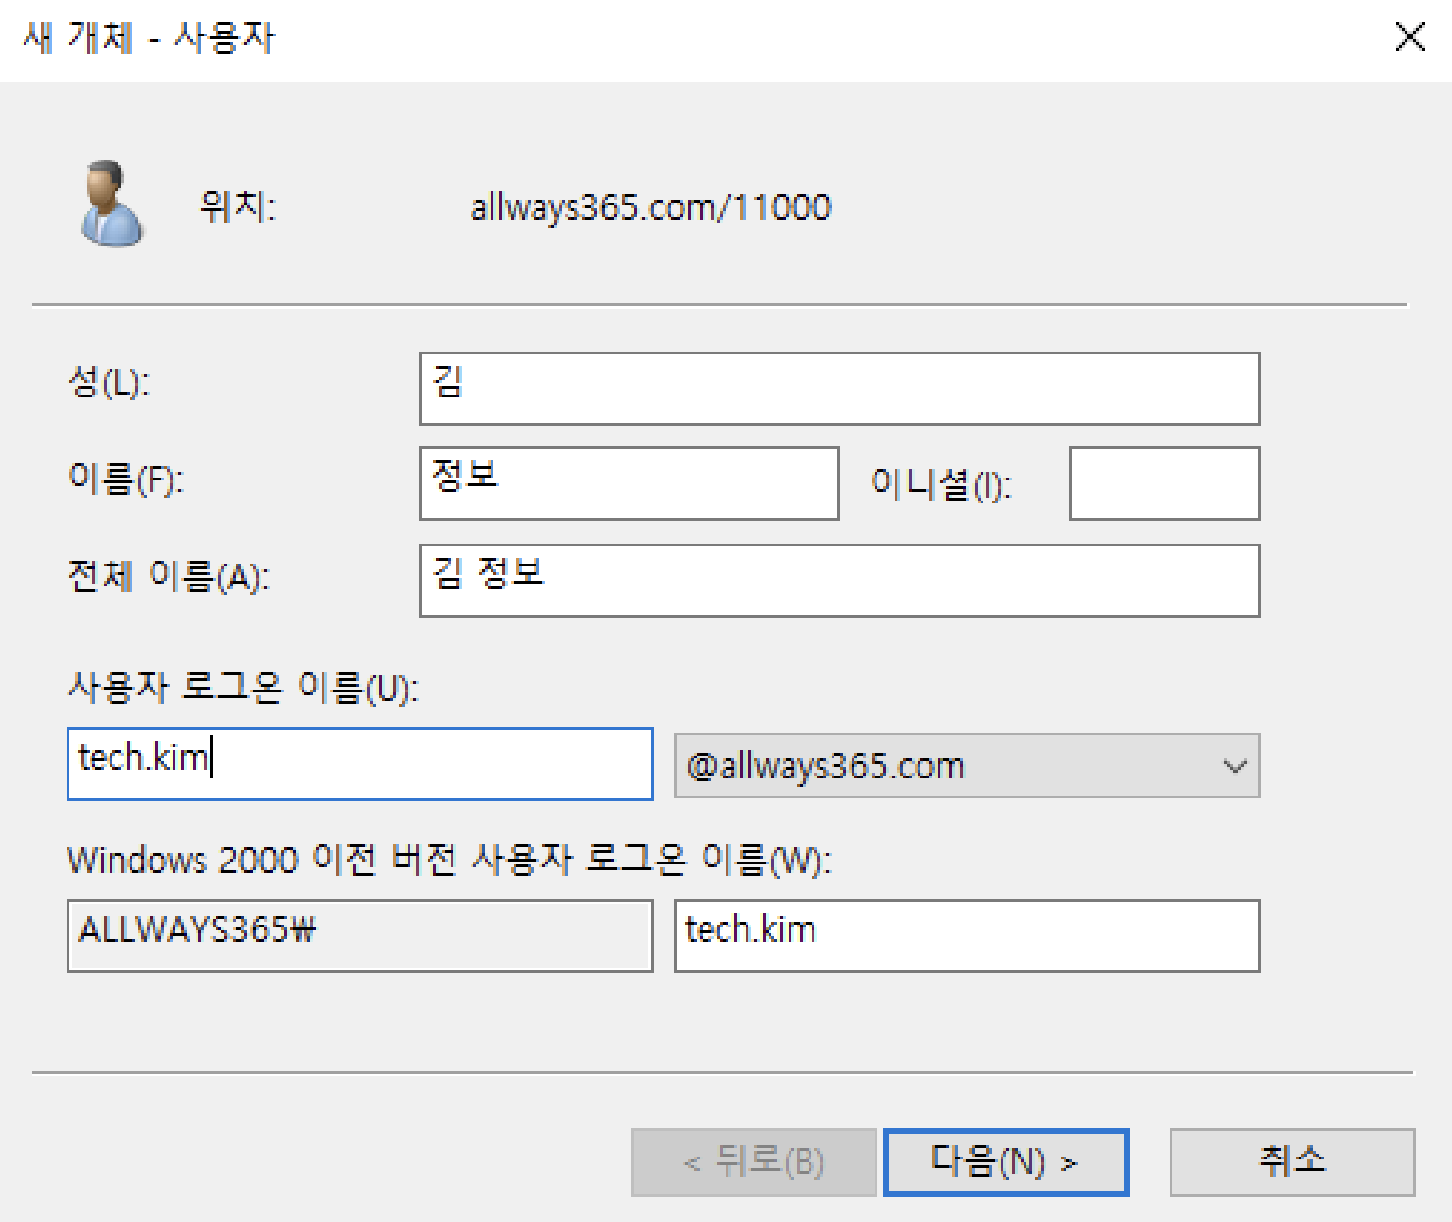 새 개체 - 사용자
위치: allways365.com/11000
성(L): 김
이름(F): 정보 이니셜(I):
전체 이름(A): 김 정보
사용자 로그온 이름(U):
tech.kim @allways365.com
Windows 2000 이전 버전 사용자 로그온 이름(W):
ALLWAYS365₩ tech.kim
< 뒤로(B) 다음(N) > 취소